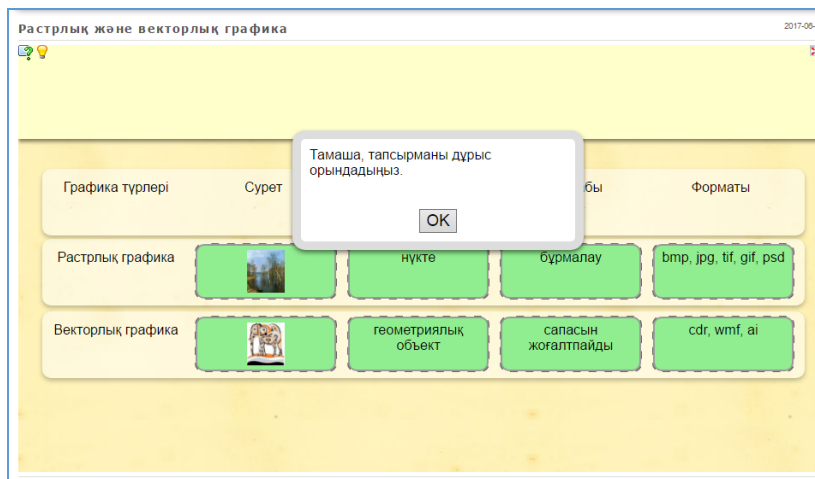 Растрлық және векторлық графика
2017-06-
Тамаша, тапсырманы дұрыс
орындадыңыз.
OK
Графика түрлері
Сурет
Форматы
Растрлық графика
нүкте
бұрмалау
bmp, jpg, tif, gif, psd
Векторлық графика
геометриялық
объект
сапасын
жоғалтпайды
cdr, wmf, ai